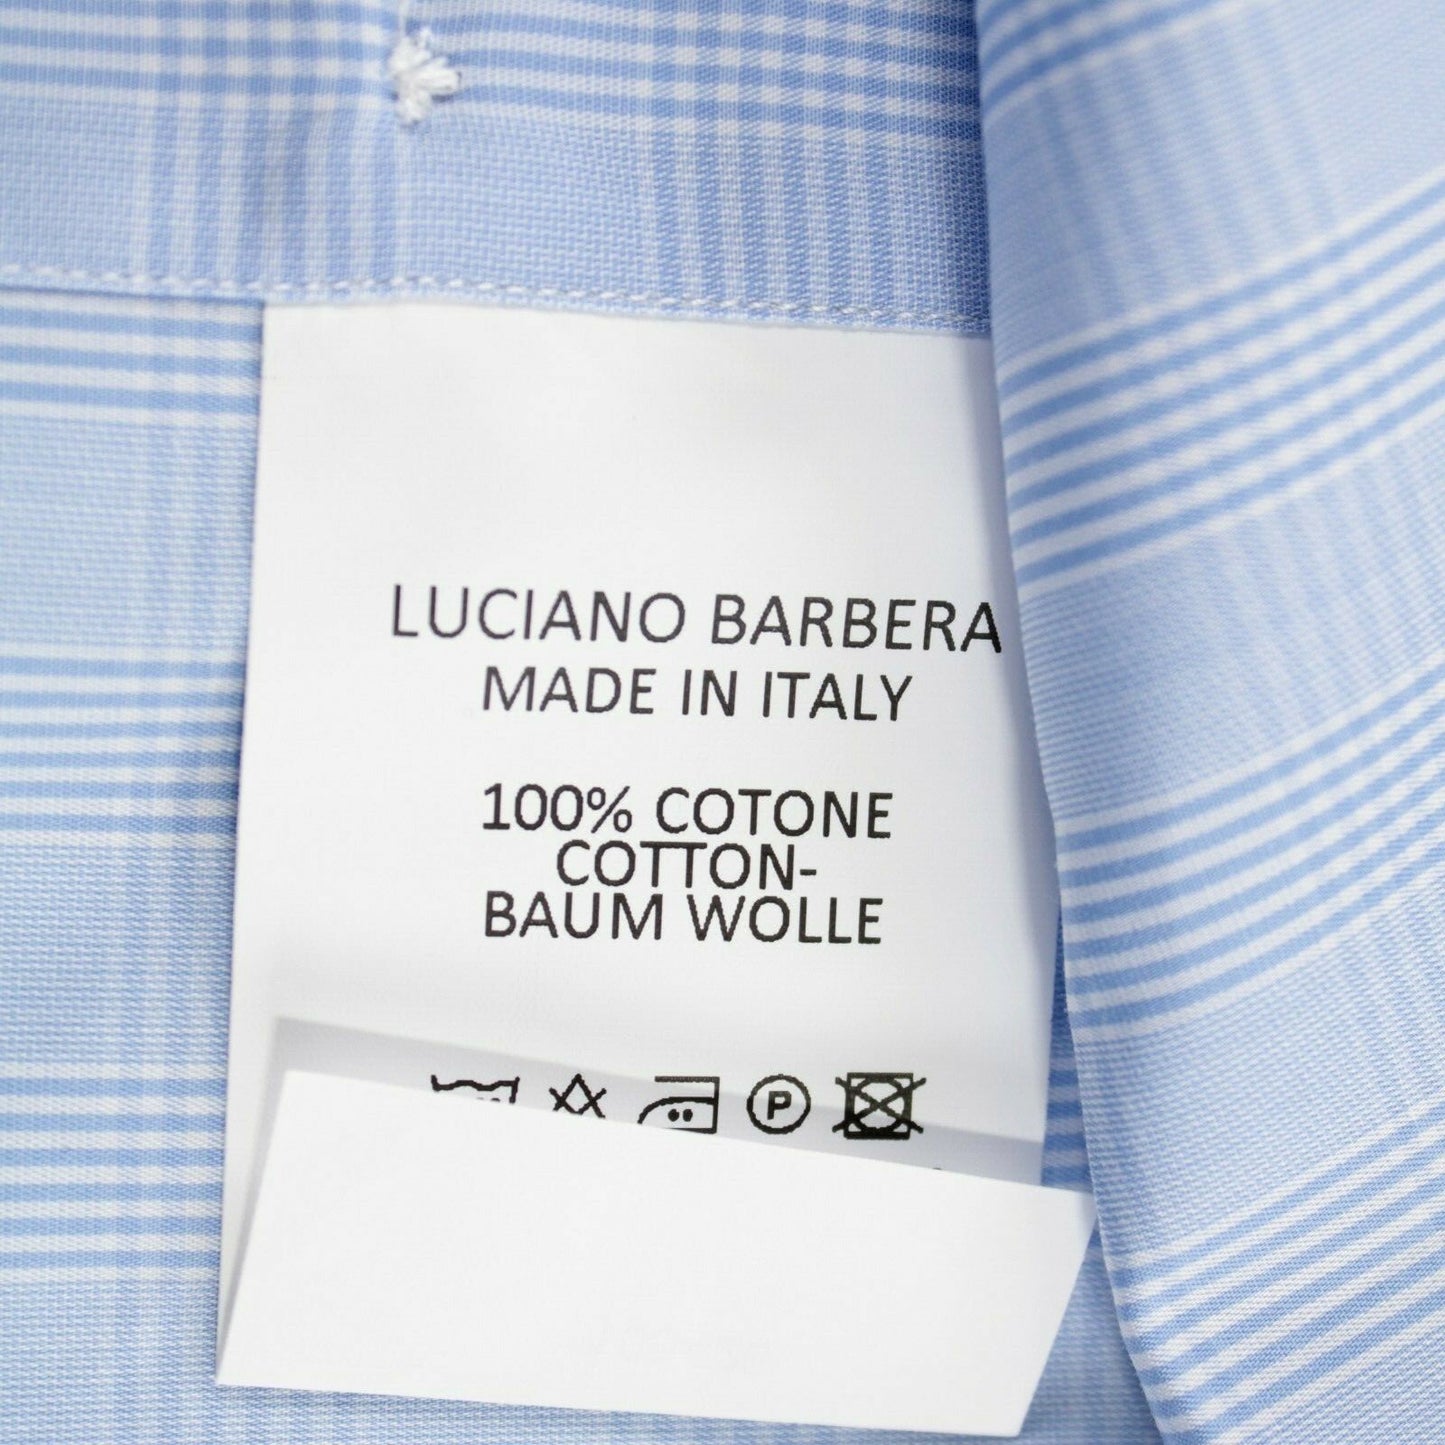 LUCIANO BARBERA
MADE IN ITALY
100% COTONE
COTTON-
BAUM WOLLE
P